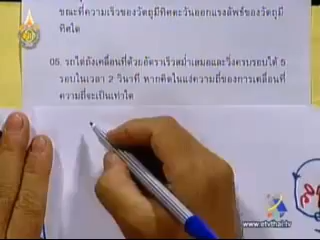 ขณะที่ความเร็วของวัตถุมีทิศตะวันออกแรงลัพธ์ของวัตถุมี
ทิศใด
05. รถไต่ถังเคลื่อนที่ด้วยอัตราเร็วสม่ำเสมอและวิ่งครบรอบได้ 5
รอบในเวลา 2 วินาที หากคิดในแง่ความถี่ของการเคลื่อนที่
ความถี่จะเป็นเท่าใด
www.etvthai.tv